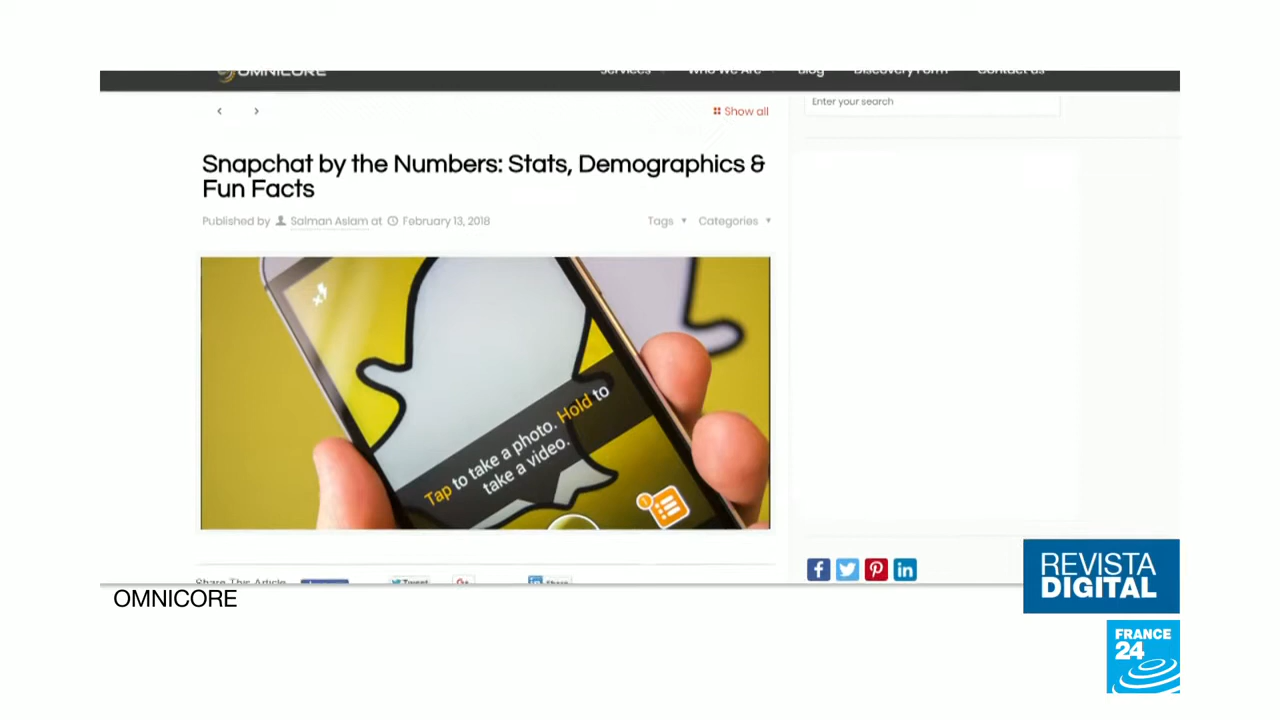 OMNICORE
Services Who We Are Blog Discovery Form Contact us
Enter your search
Show all
Snapchat by the Numbers: Stats, Demographics &
Fun Facts
Published by Salman Aslam at February 13, 2018
Tags Categories
Tap to take a photo. Hold to
take a video.
1
Share This Article
Tweet
Share
REVISTA
DIGITAL
OMNICORE
FRANCE
24